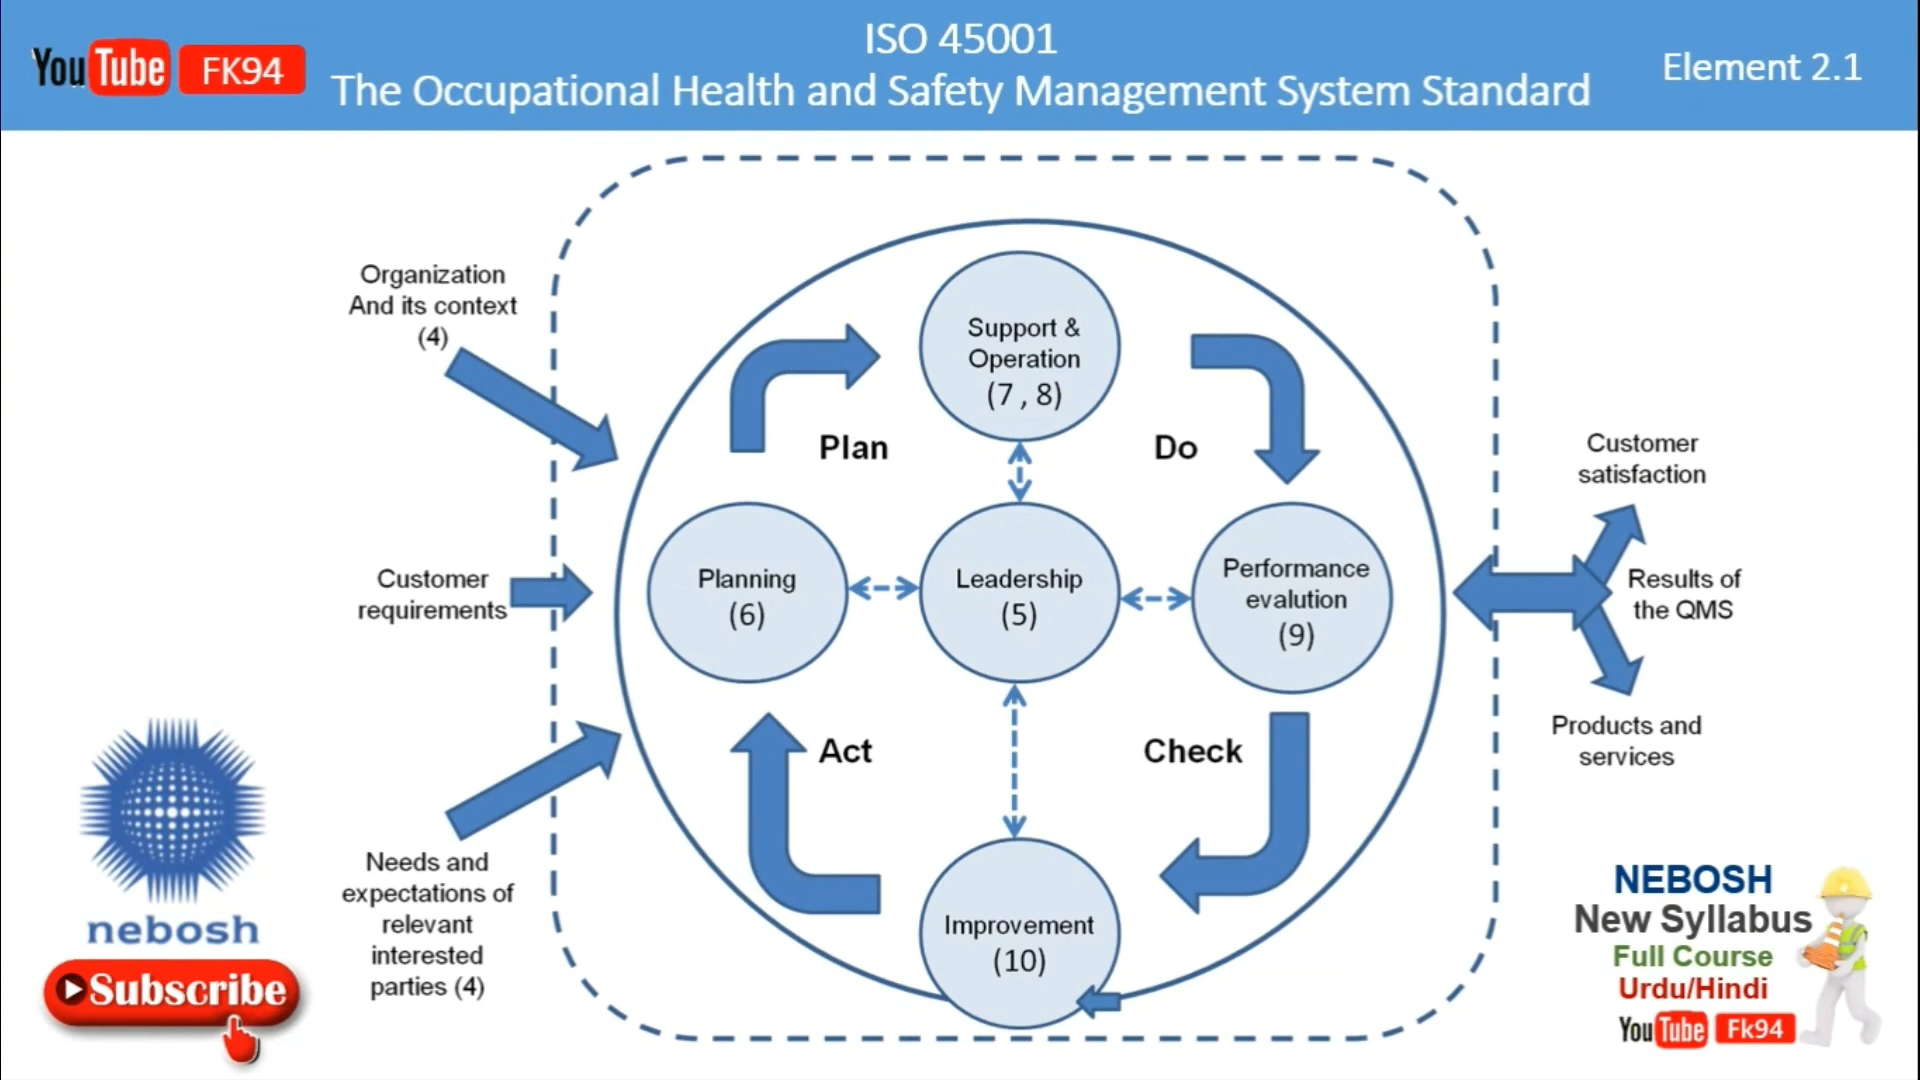 YouTube FK94
ISO 45001
The Occupational Health and Safety Management System Standard
Element 2.1
Organization
And its context
(4)
Customer
requirements
Needs and
expectations of
relevant
interested
parties (4)
Support &
Operation
(7 , 8)
Plan
Do
Planning
(6)
Leadership
(5)
Performance
evalution
(9)
Act
Check
Improvement
(10)
Customer
satisfaction
Results of
the QMS
Products and
services
nebosh
Subscribe
NEBOSH
New Syllabus
Full Course
Urdu/Hindi
YouTube Fk94